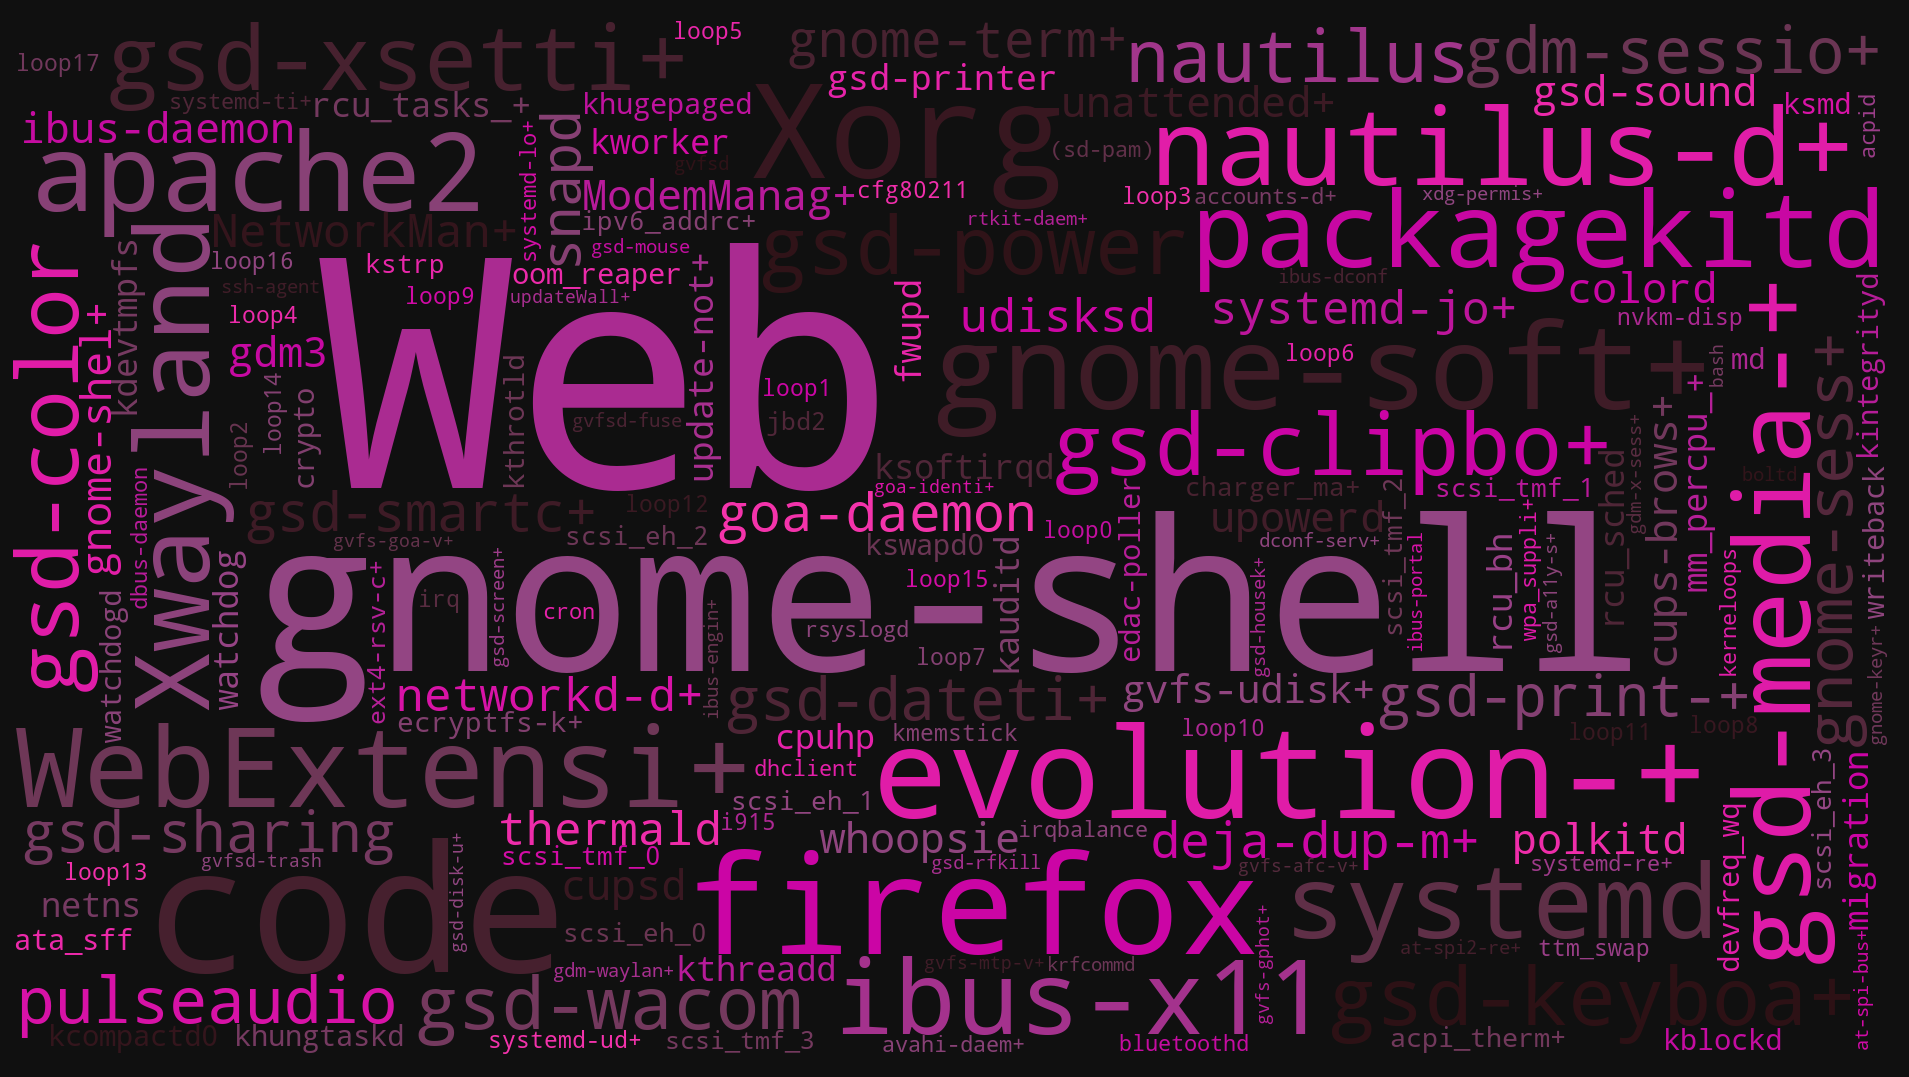 loop17
gsd-xsetti+
loop5
gnome-term+
nautilus
gdm-sessio+
systemd-ti+
rcu_tasks_+
khugepaged
gsd-printer
Xorg
unattended+
gsd-sound
ksmd
acpid
ibus-daemon
apache2
systemd-lo+
snapd
kworker
gvfsd
(sd-pam)
nautilus-d+
ModemManag+
cfg80211
loop3
accounts-d+
xdg-permis+
NetworkMan+
ipv6_addrc+
rtkit-daem+
gsd-power
packagekitd
gsd-color
gnome-shel+
kdevtmpfs
Xwayland
loop16
kstrp
gsd-mouse
oom_reaper
ssh-agent
loop9
updateWall+
update-not+
ibus-dconf
colord
loop4
gdm3
Web
fwupd
udisksd
systemd-jo+
nvkm-disp
kintegrityd
gnome-soft+
loop6
bash
md
gsd-media-+
gnome-sess+
loop2
loop14
crypto
kthrotld
gvfsd-fuse
loop1
jbd2
gsd-clipbo+
mm_percpu_+
cups-brows+
rcu_sched
gdm-x-sess+
boltd
dbus-daemon
gsd-smartc+
loop12
goa-daemon
ksoftirqd
goa-identi+
charger_ma+
scsi_tmf_1
gvfs-goa-v+
scsi_eh_2
loop0
upowerd
scsi_tmf_2
writeback
kswapd0
edac-poller
dconf-serv+
watchdogd
watchdog
gnome-shell
ext4-rsv-c+
irq
gsd-screen+
cron
ibus-engin+
loop15
kauditd
rsyslogd
loop7
gsd-housek+
ibus-portal
rcu_bh
wpa_suppli+
gsd-a11y-s+
kerneloops
gnome-key+
networkd-d+
gsd-dateti+
gvfs-udisk+
gsd-print-+
ecryptfs-k+
WebExtensi+
cpuhp
kmemstick
loop10
loop11
loop8
dhclient
evolution-+
scsi_eh_3
migration
scsi_eh_1
gsd-sharing
thermald
i915
whoopsie
irqbalance
deja-dup-m+
polkitd
devfreq_wq
gvfsd-trash
gsd-disk-u+
scsi_tmf_0
gsd-rfkill
gvfs-afc-v+
systemd-re+
loop13
code
cupsd
firefox
systemd
netns
ata_sff
scsi_eh_0
gvfs-gphot+
at-spi2-re+
ttm_swap
at-spi-bus+
gdm-waylan+
kthreadd
gvfs-mtp-v+
krfcommd
pulseaudio
gsd-wacom
ibus-x11
gsd-keyboa+
kcompactd0
khungtaskd
systemd-ud+
scsi_tmf_3
avahi-daem+
bluetoothd
acpi_therm+
kblockd